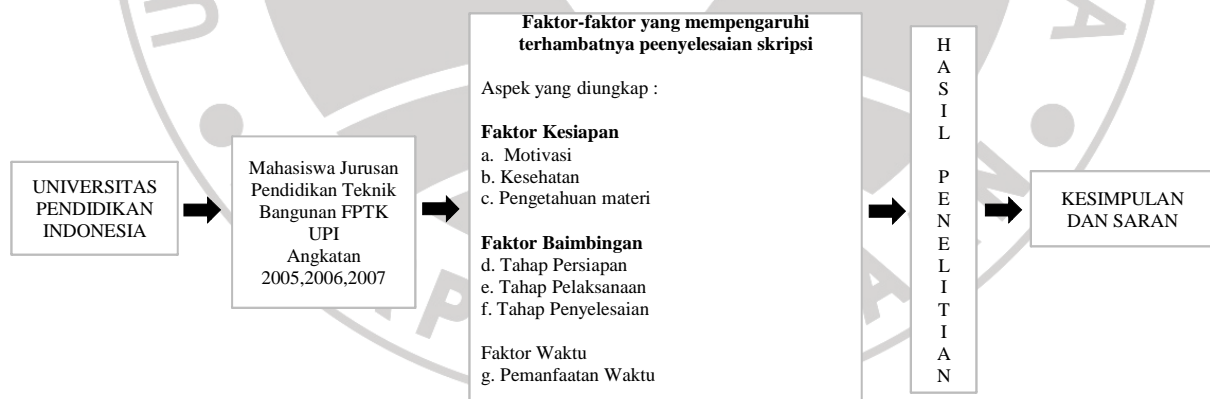 UNIVERSITAS
PENDIDIKAN
INDONESIA
Mahasiswa Jurusan
Pendidikan Teknik
Bangunan FPTK
UPI
Angkatan
2005,2006,2007
Faktor-faktor yang mempengaruhi
terhambatnya peenyelesaian skripsi
Aspek yang diungkap :
Faktor Kesiapan
a. Motivasi
b. Kesehatan
c. Pengetahuan materi
Faktor Baimbingan
d. Tahap Persiapan
e. Tahap Pelaksanaan
f. Tahap Penyelesaian
Faktor Waktu
g. Pemanfaatan Waktu
H
A
S
I
L
P
E
N
E
L
I
T
I
A
N
KESIMPULAN
DAN SARAN